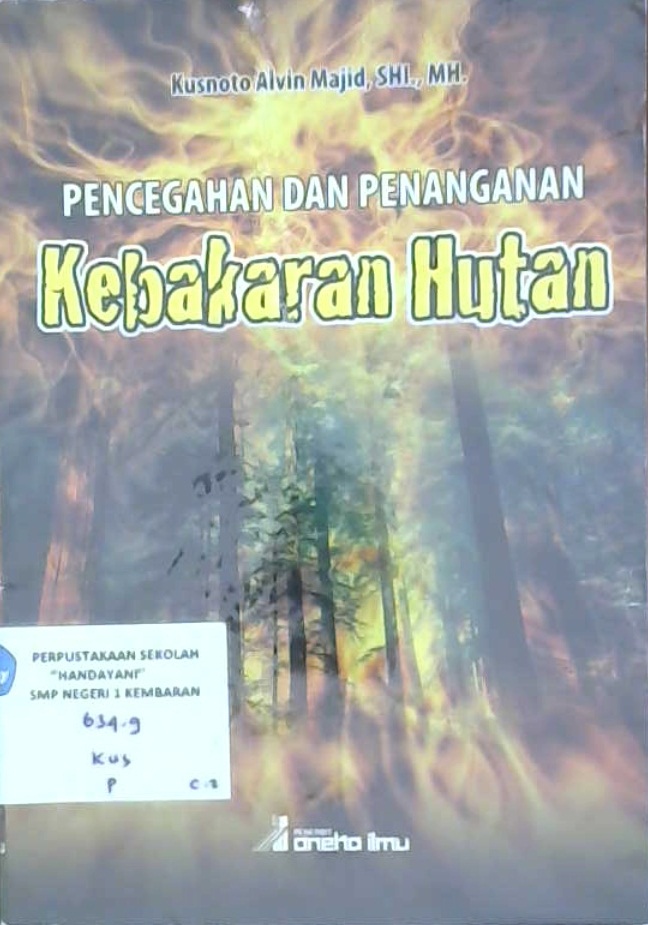 Kusnoto Alvin Majid, SHI., MH.
PENCEGAHAN DAN PENANGANAN
Kebakaran Hutan
PERPUSTAKAAN SEKOLAH
"HANDAYANI"
SMP NEGERI 1 KEMBARAN
634.9
Kus
P
PENERBIT
aneka ilmu